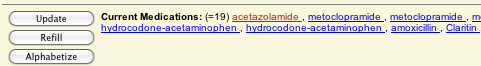 Update
Refill
Alphabetize
Current Medications: (=19) acetazolamide , metoclopramide , metoclopramide ,
hydrocodone-acetaminophen , hydrocodone-acetaminophen , amoxicillin , Claritin